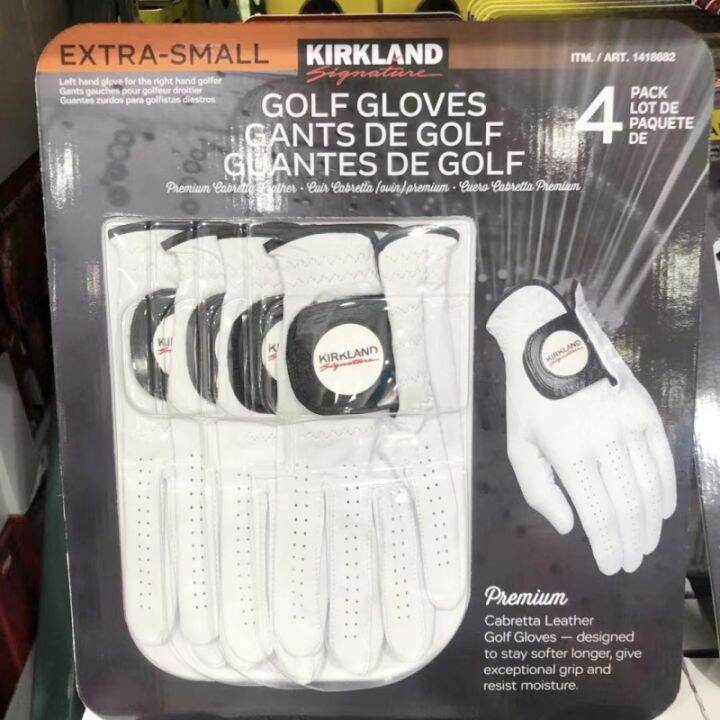 EXTRA-SMALL
Left hand glove for the right hand golfer
Gants gauches pour golfeur droitier
Guantes zurdos para golfistas diestros
KIRKLAND
Signature
ITM. / ART. 1418682
GOLF GLOVES
GANTS DE GOLF
GUANTES DE GOLF
4 PACK
LOT DE
PAQUETE
DE
Premium Cabretta Leather • Cuir Cabretta (ovin) premium • Cuero Cabretta Premium
KIRKLAND
Signature
KIRKLAND
Signature
Premium
Cabretta Leather
Golf Gloves — designed
to stay softer longer, give
exceptional grip and
resist moisture.